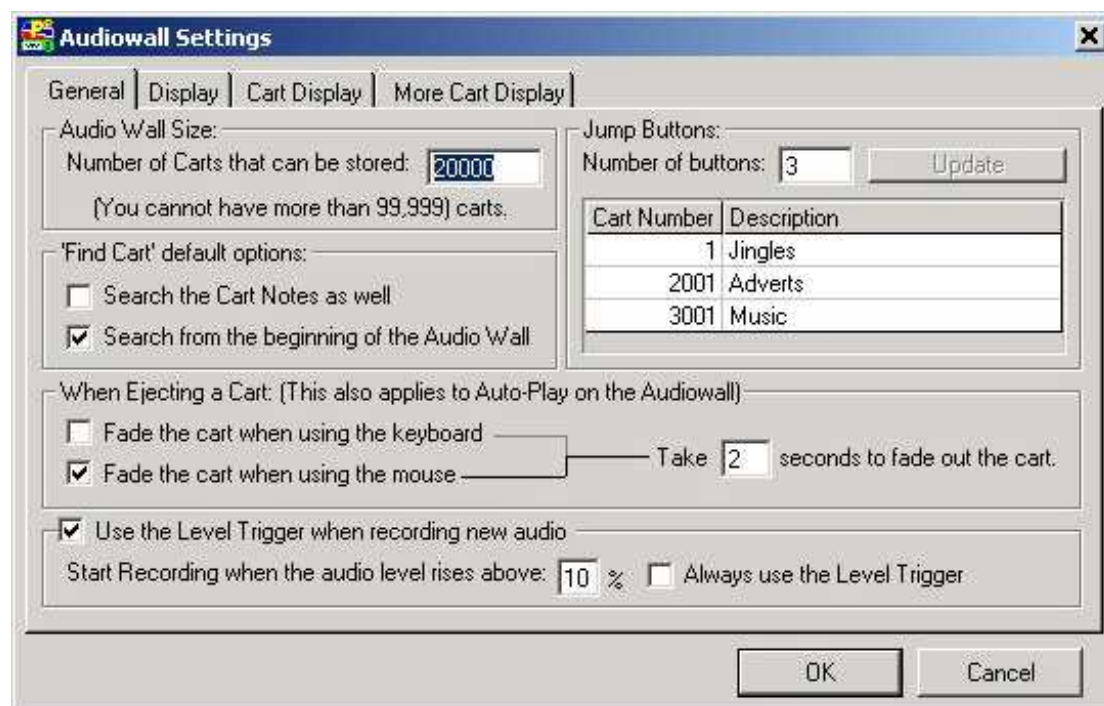 Audiowall Settings
General Display Cart Display More Cart Display
Audio Wall Size:
Number of Carts that can be stored: 20000
(You cannot have more than 99,999) carts.
'Find Cart' default options:
Search the Cart Notes as well
Search from the beginning of the Audio Wall
Jump Buttons:
Number of buttons: 3 Update
Cart Number Description
1 Jingles
2001 Adverts
3001 Music
When Ejecting a Cart: (This also applies to Auto-Play on the Audiowall)
Fade the cart when using the keyboard
Fade the cart when using the mouse
Take 2 seconds to fade out the cart.
Use the Level Trigger when recording new audio
Start Recording when the audio level rises above: 10 % Always use the Level Trigger
OK Cancel